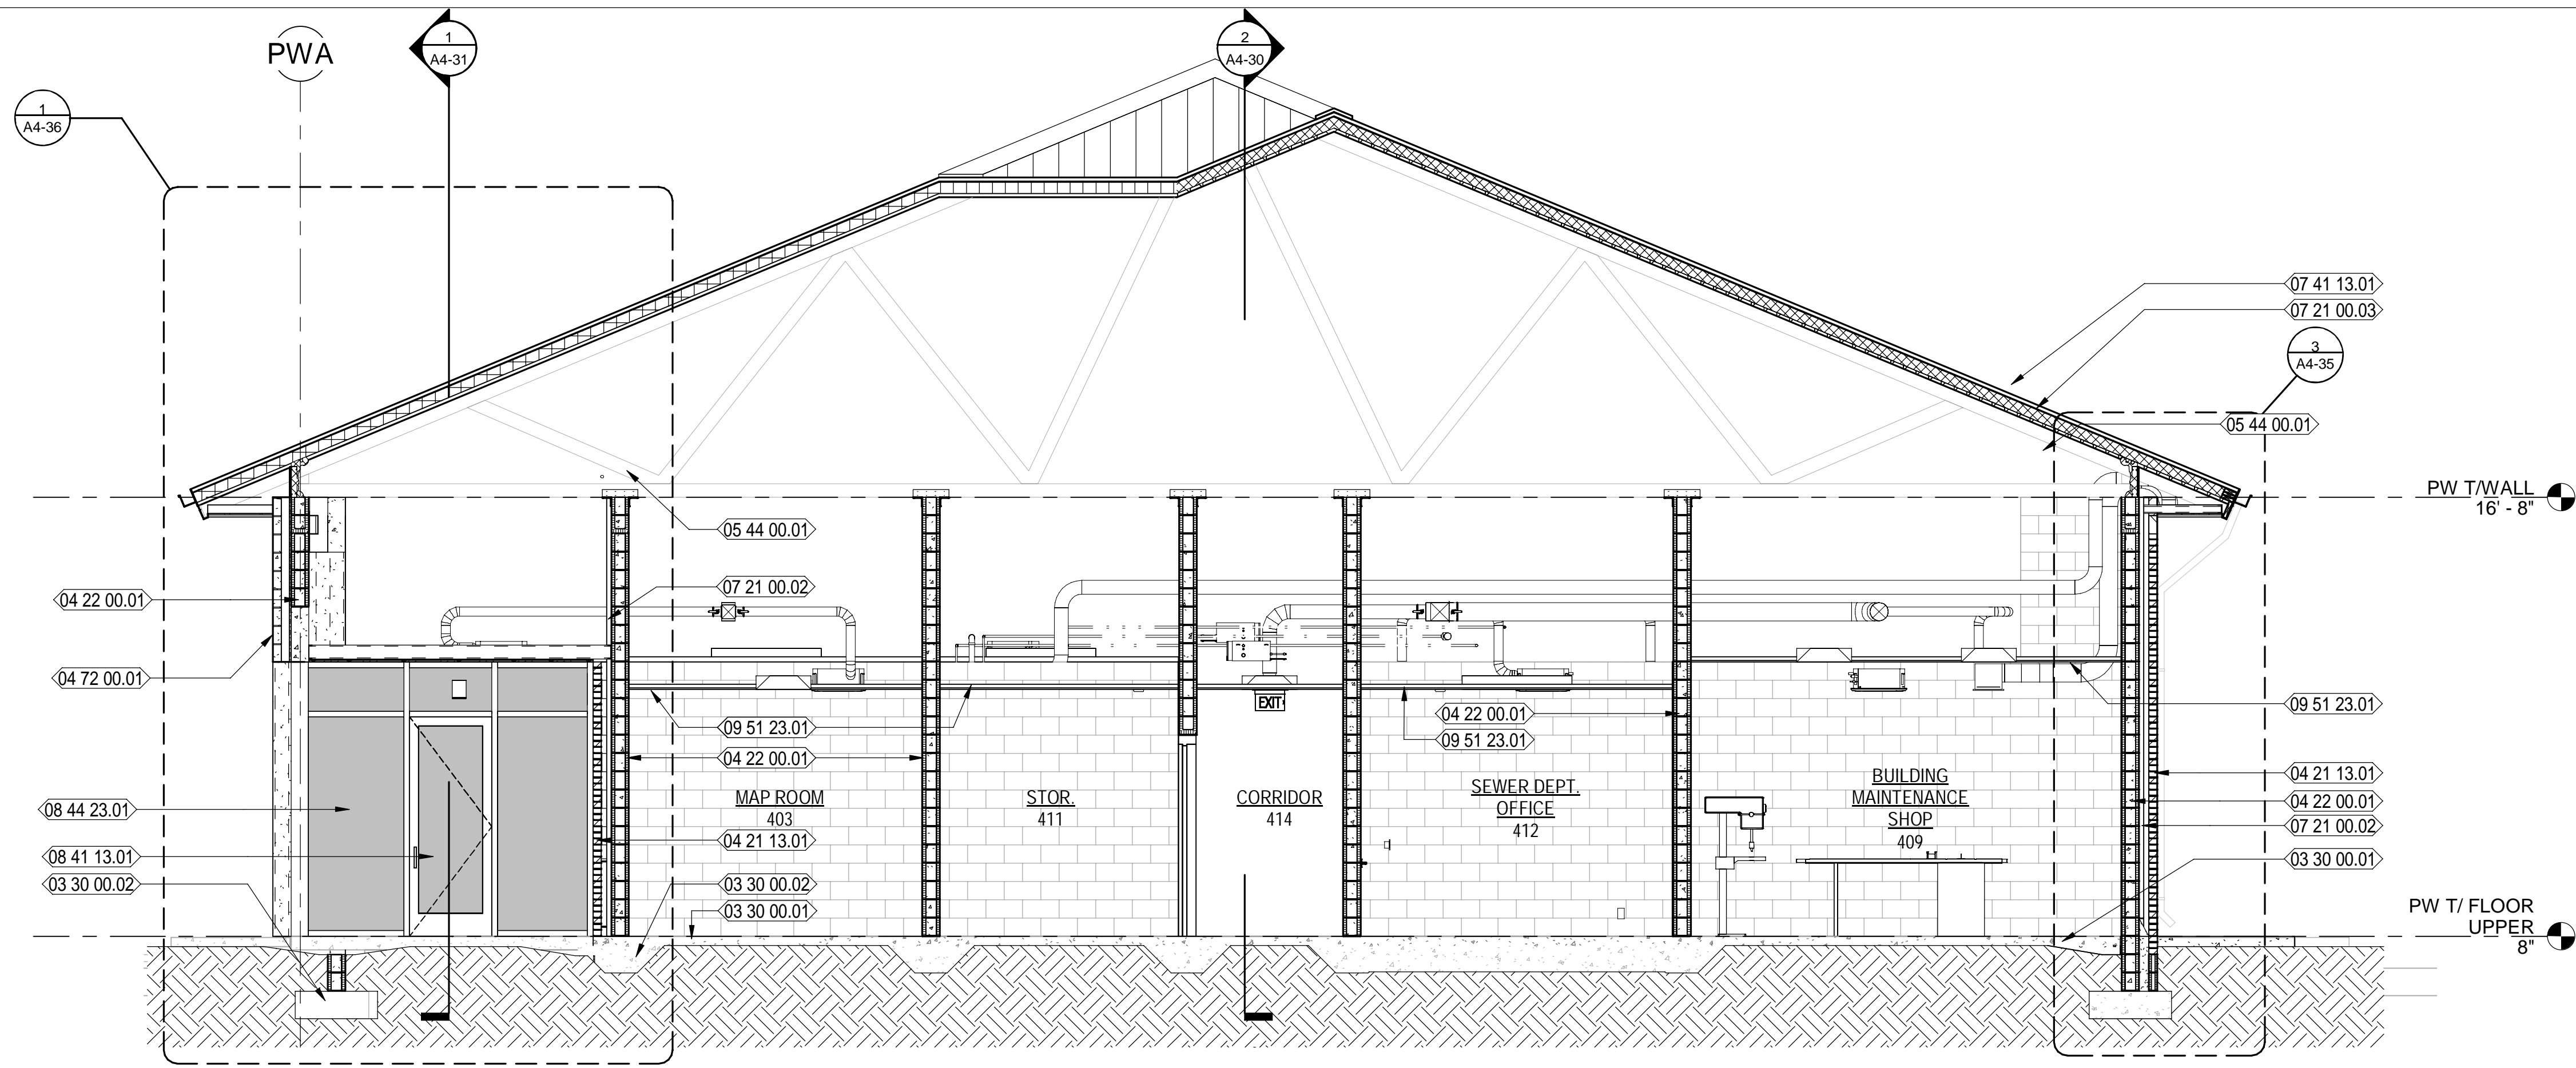 PWA
1
A4-31
2
A4-30
1
A4-36
07 41 13.01
07 21 00.03
3
A4-35
05 44 00.01
PW T/WALL
16' - 8"
05 44 00.01
07 21 00.02
04 22 00.01
04 72 00.01
EXIT
09 51 23.01
04 22 00.01
09 51 23.01
04 22 00.01
09 51 23.01
MAP ROOM
403
STOR.
411
CORRIDOR
414
SEWER DEPT.
OFFICE
412
BUILDING
MAINTENANCE
SHOP
409
04 21 13.01
04 22 00.01
07 21 00.02
03 30 00.01
08 44 23.01
08 41 13.01
03 30 00.02
04 21 13.01
03 30 00.02
03 30 00.01
PW T/ FLOOR
UPPER
8"